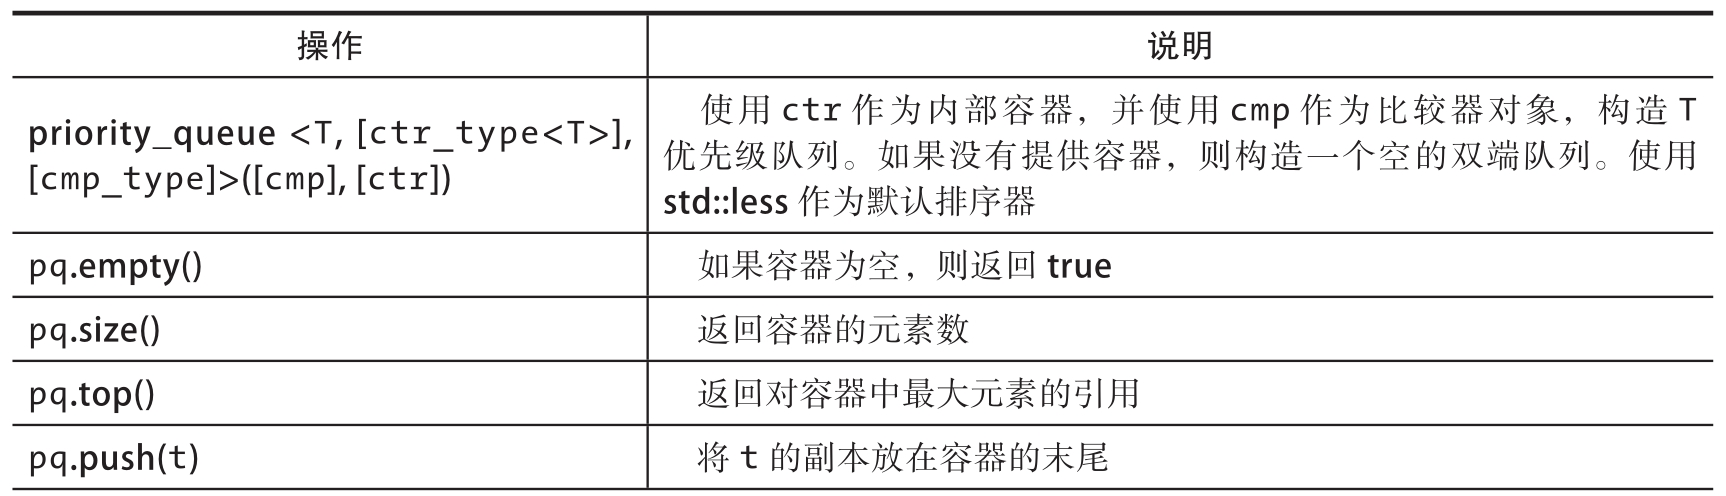 操作 说明
priority_queue <T, [ctr_type<T>], [cmp_type]>([cmp], [ctr])
使用 ctr 作为内部容器，并使用 cmp 作为比较器对象，构造 T
优先级队列。如果没有提供容器，则构造一个空的双端队列。使用
std::less 作为默认排序器
pq.empty() 如果容器为空，则返回 true
pq.size() 返回容器的元素数
pq.top() 返回对容器中最大元素的引用
pq.push(t) 将 t 的副本放在容器的末尾